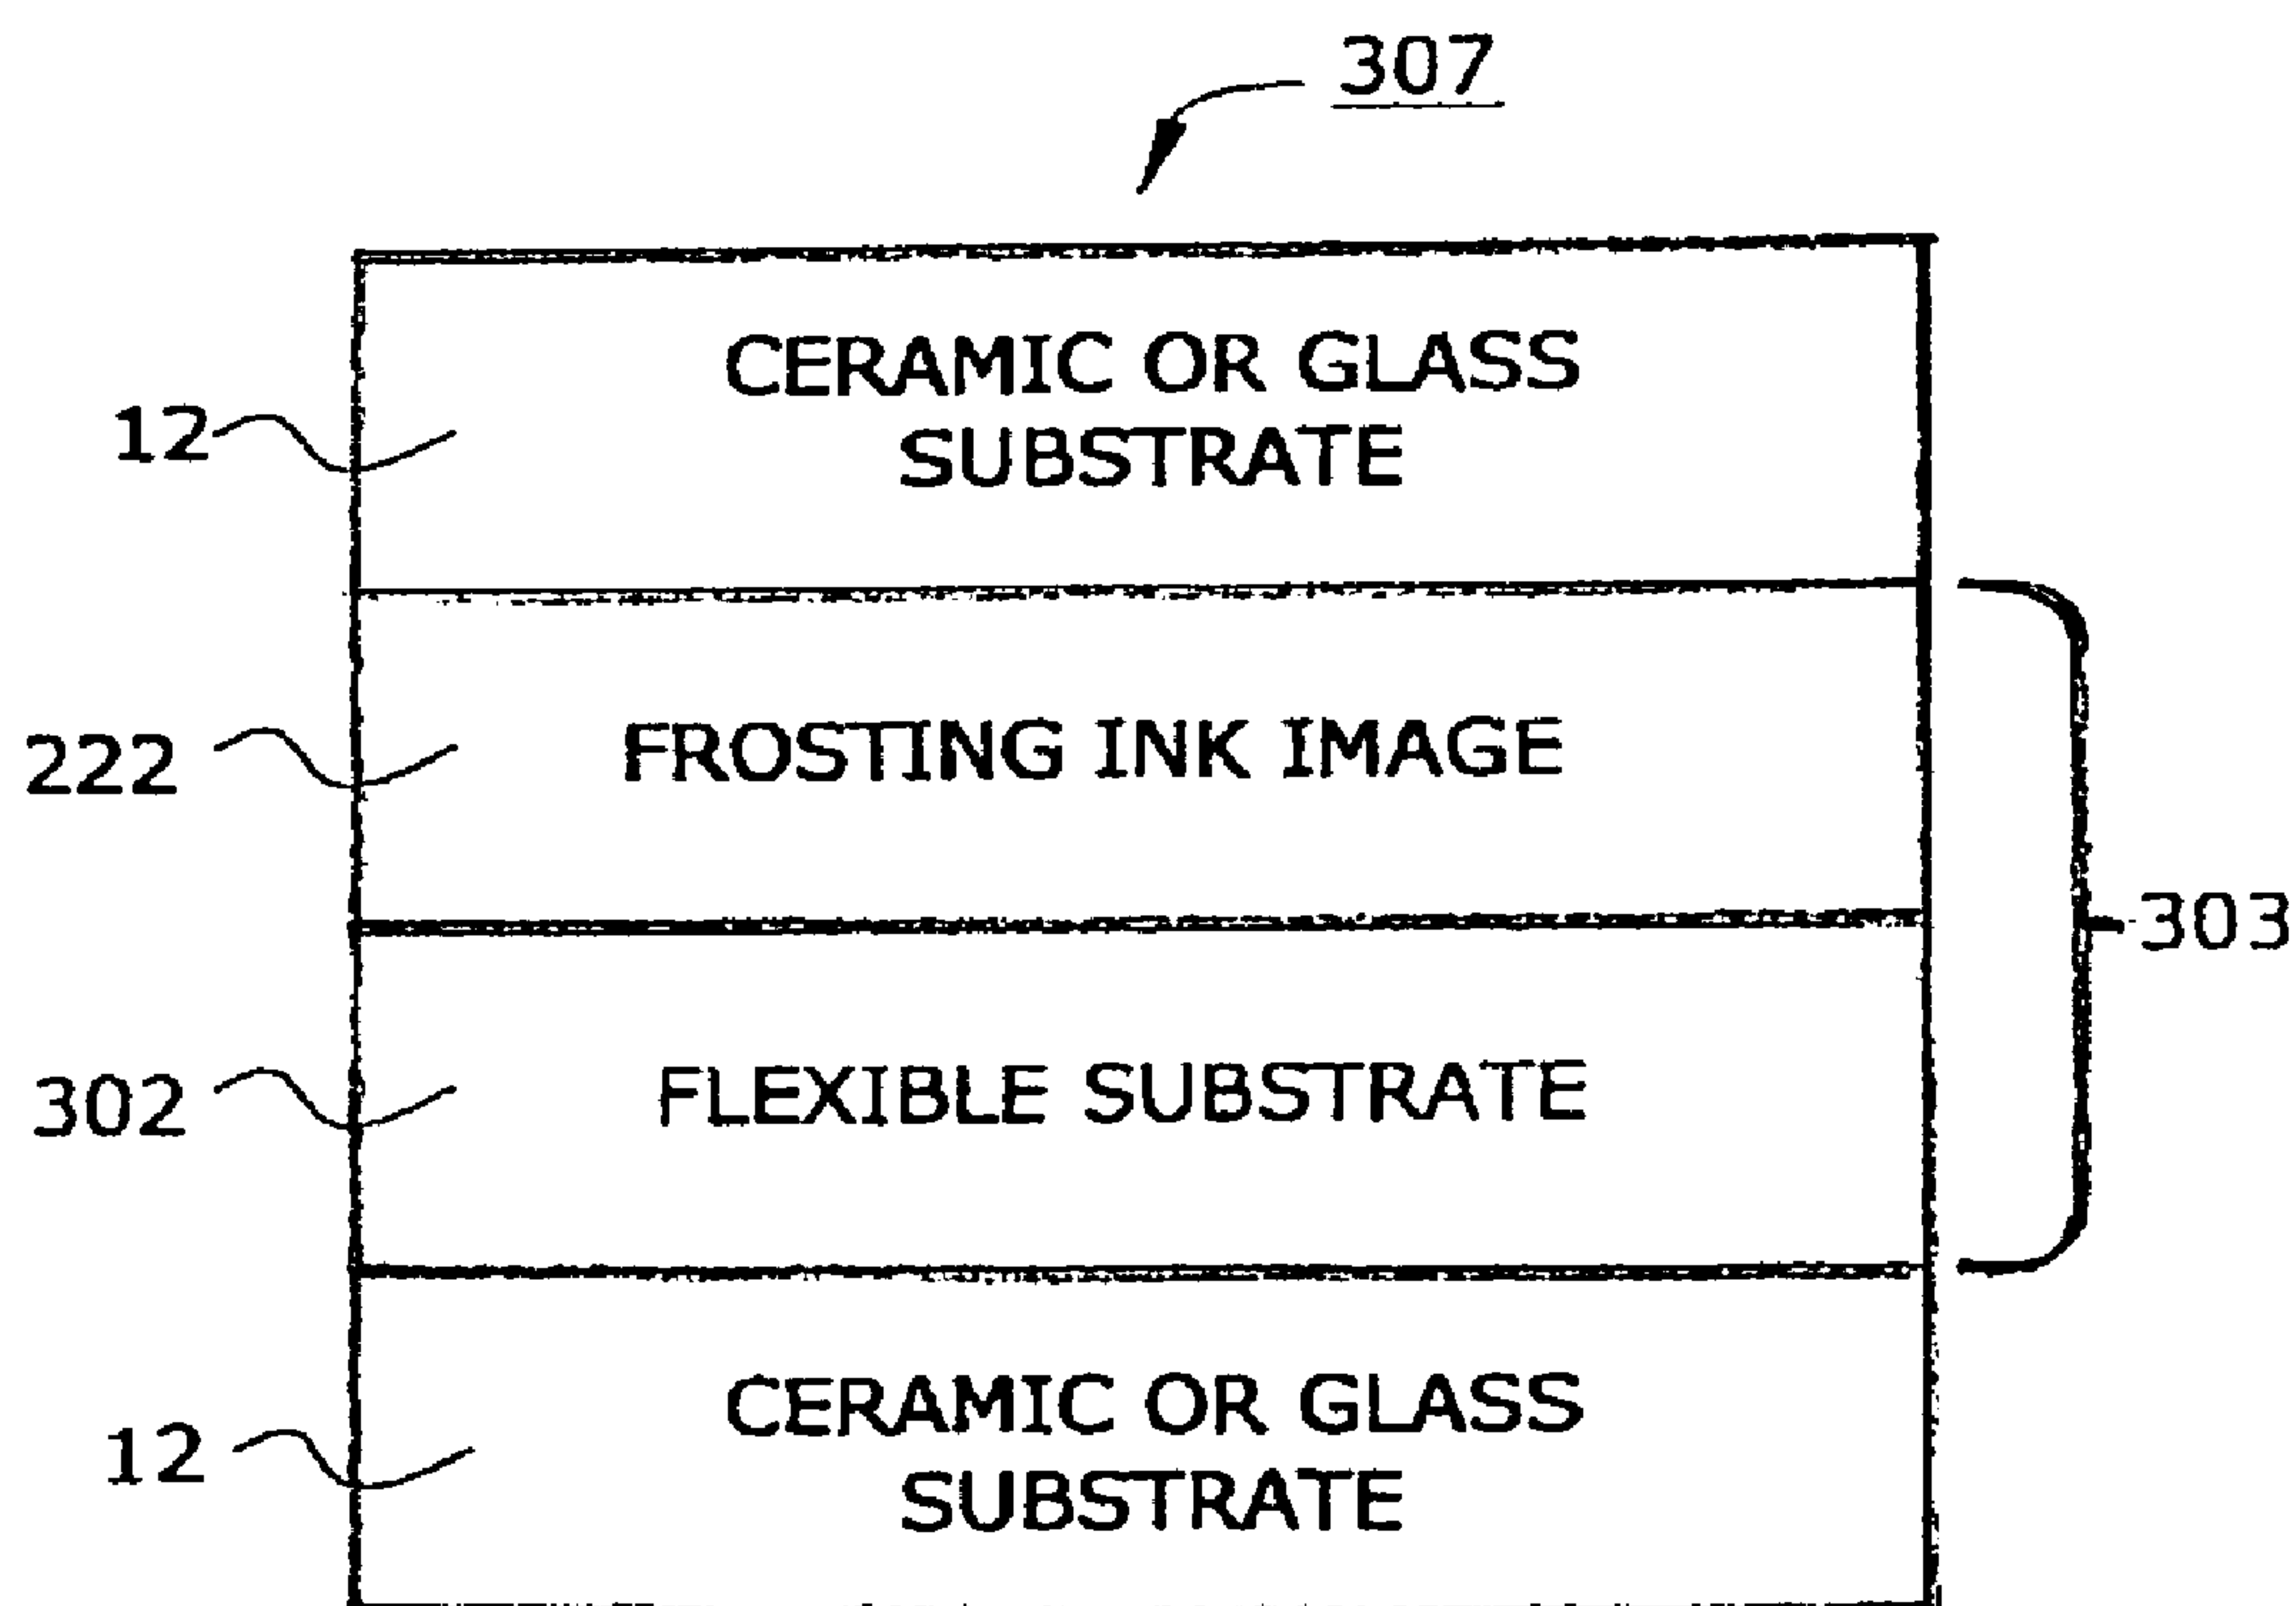 307
CERAMIC OR GLASS
SUBSTRATE
12
FROSTING INK IMAGE
222
303
FLEXIBLE SUBSTRATE
302
CERAMIC OR GLASS
SUBSTRATE
12